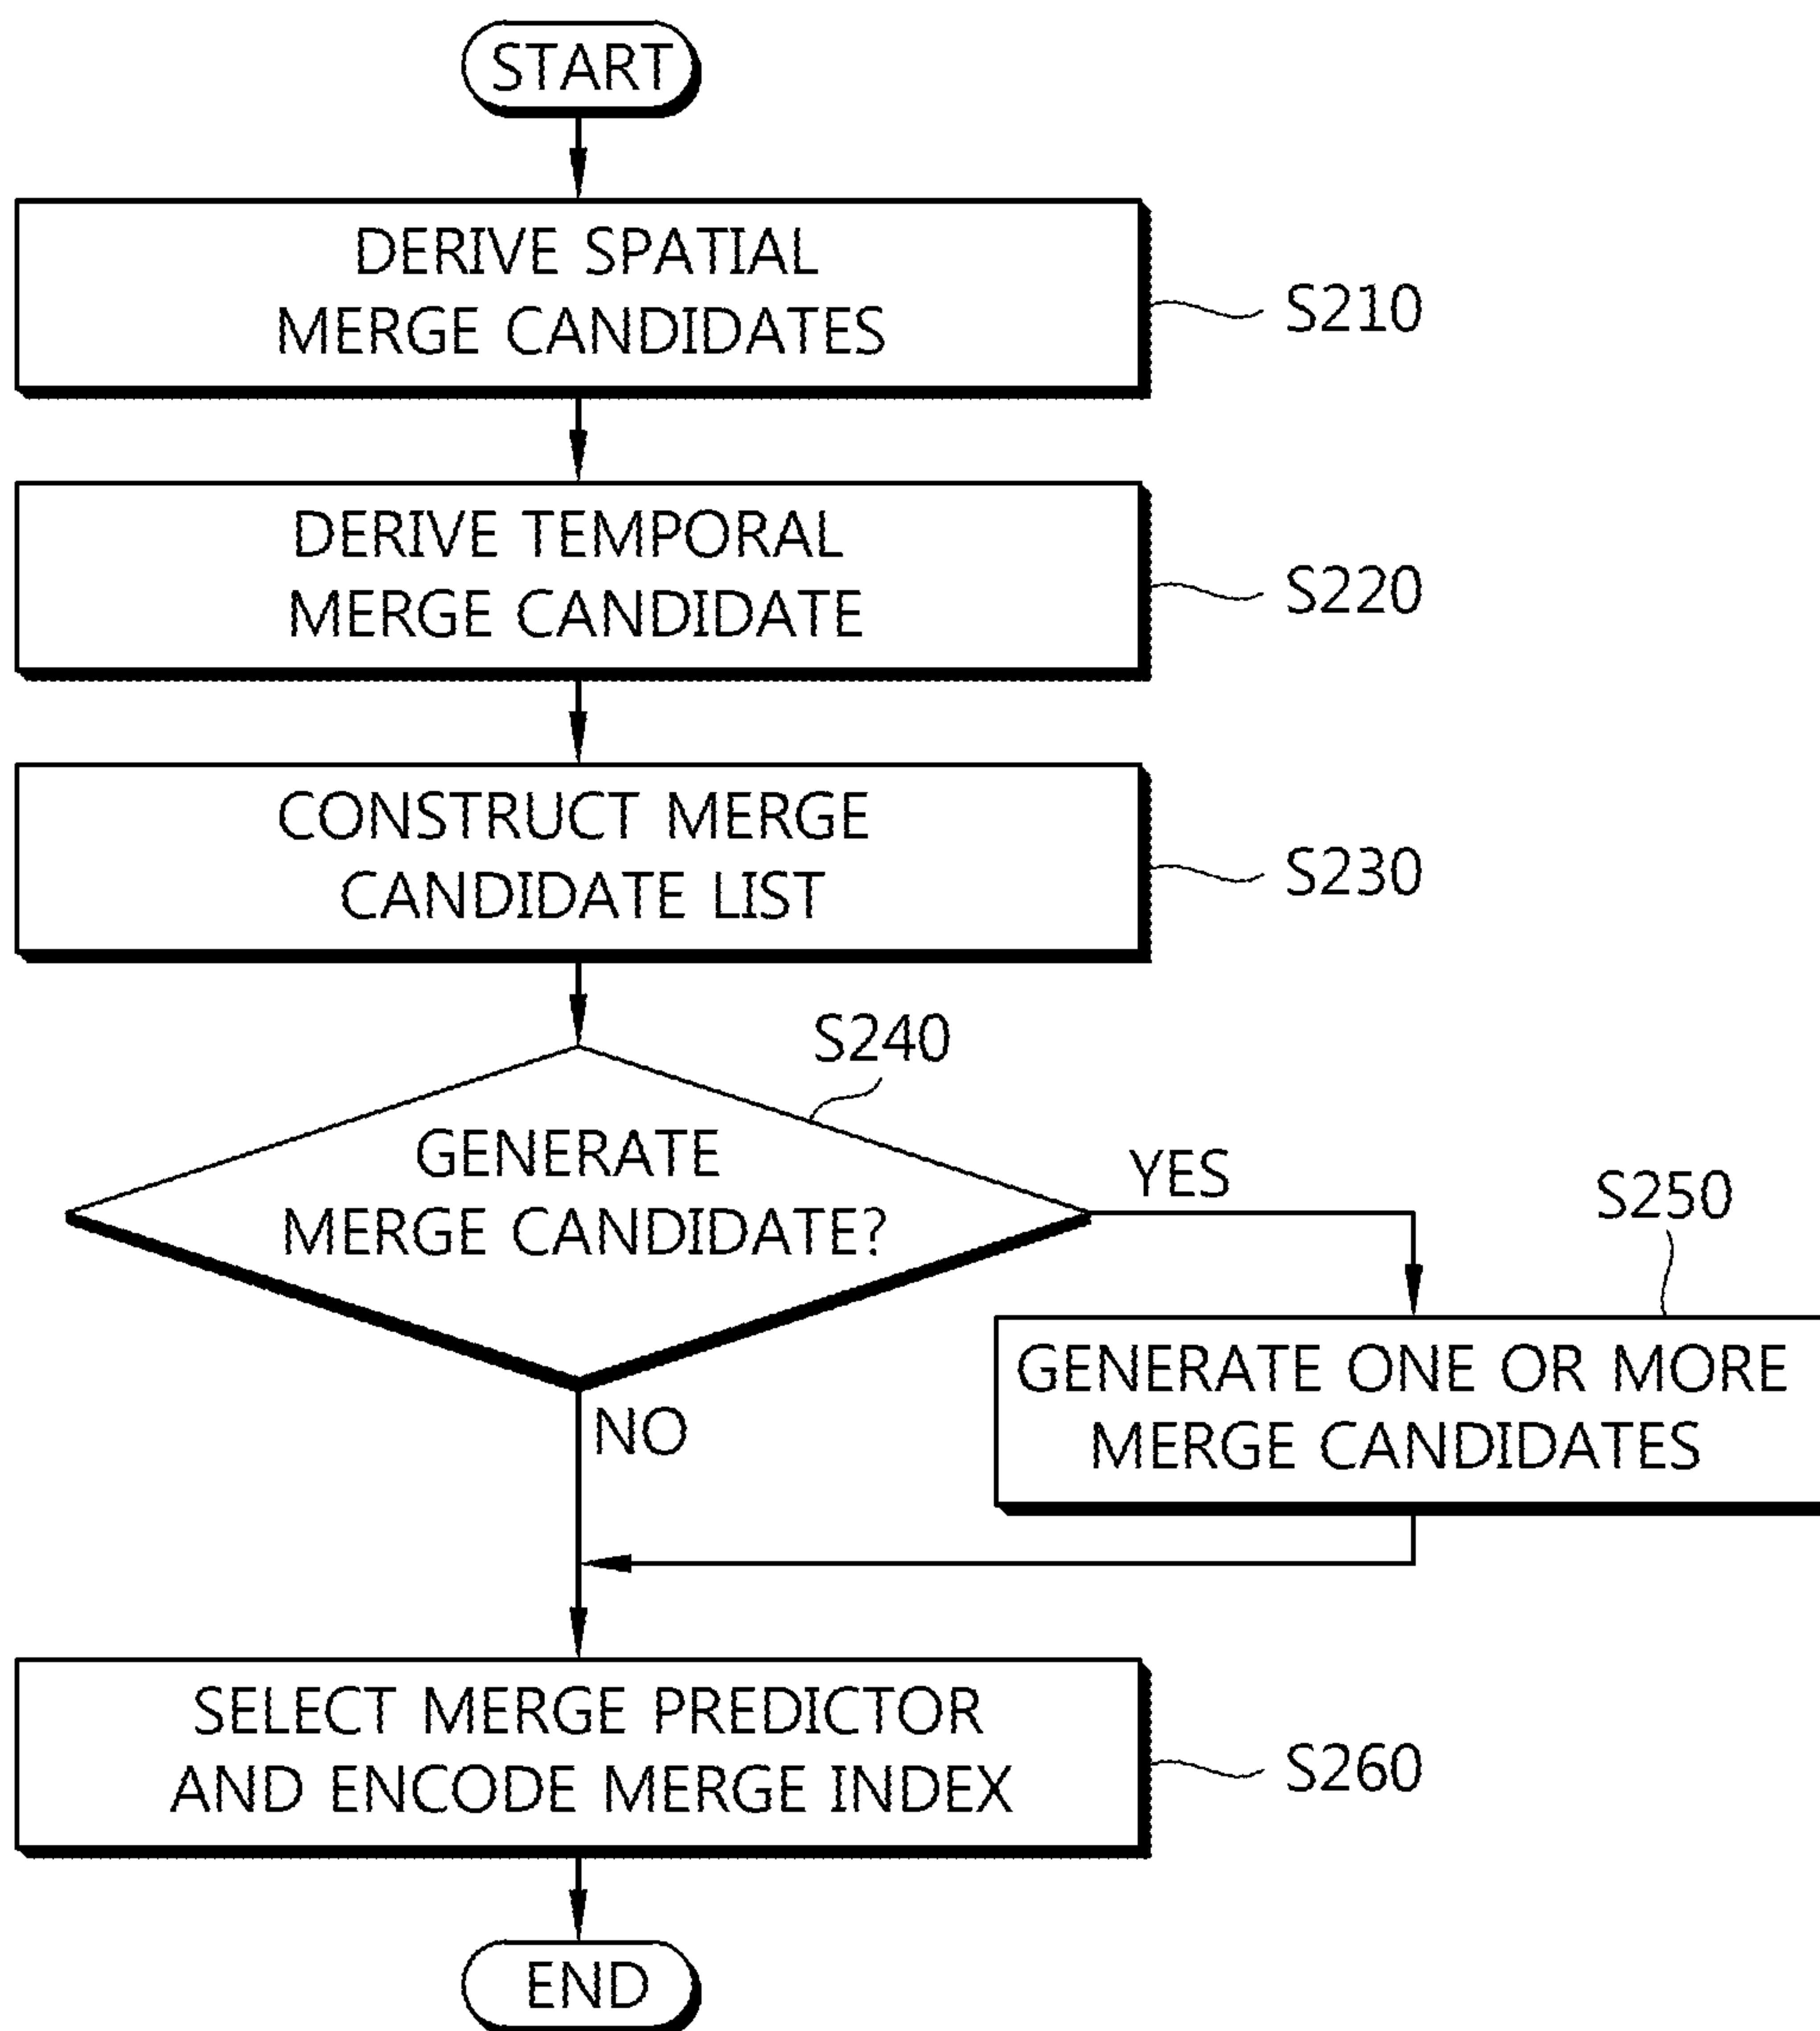 START
DERIVE SPATIAL
MERGE CANDIDATES
S210
DERIVE TEMPORAL
MERGE CANDIDATE
S220
CONSTRUCT MERGE
CANDIDATE LIST
S230
S240
GENERATE
MERGE CANDIDATE?
YES
S250
GENERATE ONE OR MORE
MERGE CANDIDATES
NO
SELECT MERGE PREDICTOR
AND ENCODE MERGE INDEX
S260
END